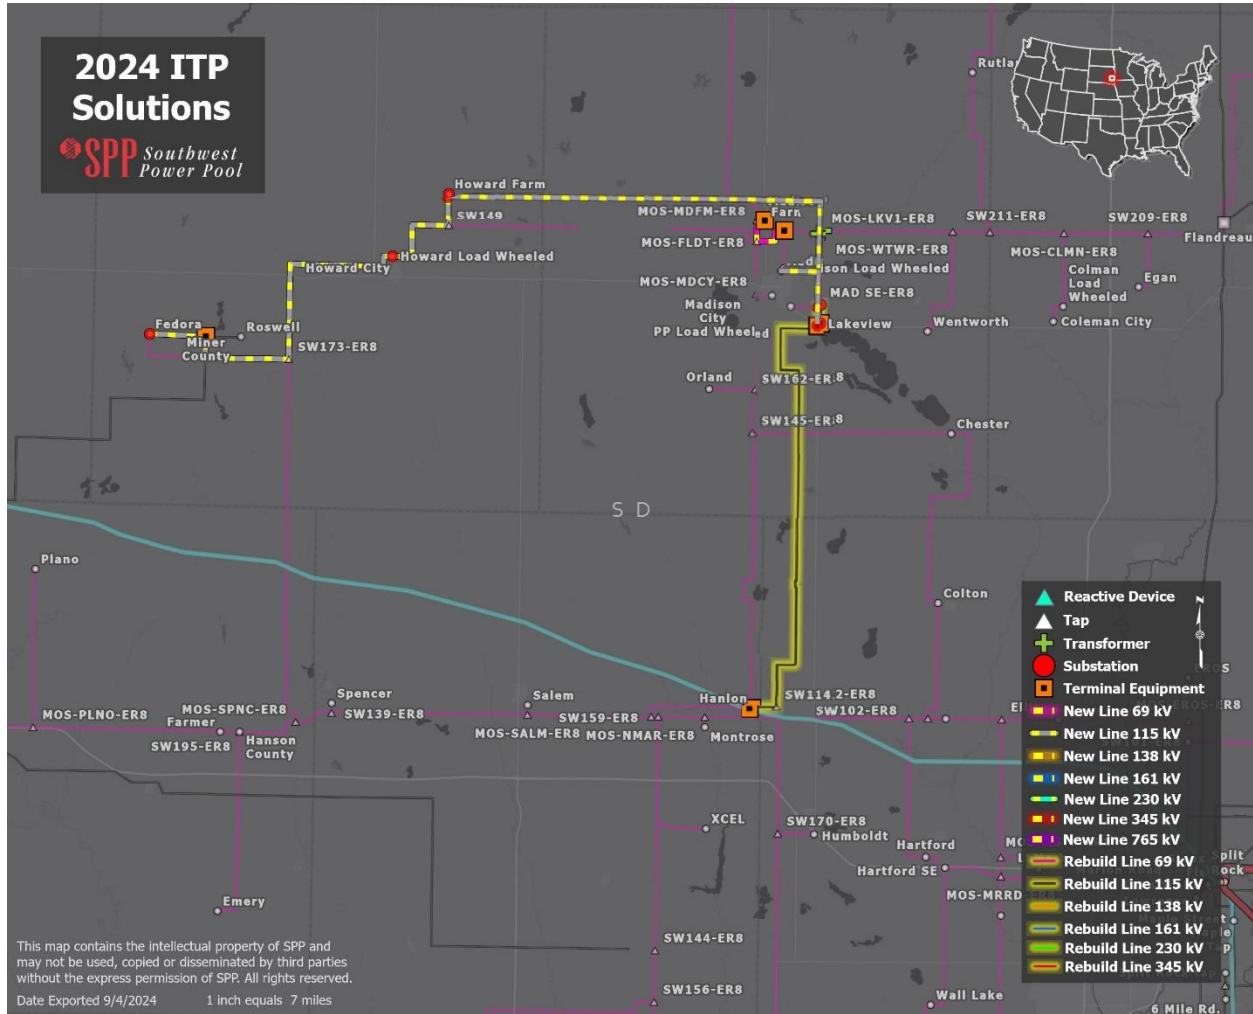 2024 ITP
Solutions
SPP Southwest
Power Pool
Rutlan
Howard Farm
SW149
MOS-MDFM-ER8
Farn
MOS-LKV1-ER8
SW211-ER8
SW209-ER8
MOS-FLDT-ER8
MOS-WTWR-ER8
MOS-CLMN-ER8
Flandreau
Howard City
Howard Load Wheeled
ison Load Wheeled
Colman
Load
Wheeled
Egan
MOS-MDCY-ER8
MAD SE-ER8
Madison
City
PP Load Wheel
ed
Lakeview
Wentworth
Coleman City
Fedora
Roswell
Miner
County
SW173-ER8
Orland
SW162-ER8
SW145-ER8
Chester
S D
Plano
Colton
Hanlon
SW114.2-ER8
SW102-ER8
Spencer
Salem
MOS-PLNO-ER8
MOS-SPNC-ER8
SW139-ER8
SW159-ER8
Farmer
MOS-SALM-ER8
MOS-NMAR-ER8
Montrose
SW195-ER8
Hanson
County
XCEL
SW170-ER8
Humboldt
Hartford
Hartford SE
MOS-MRRD-ER8
Emery
SW144-ER8
SW156-ER8
Wall Lake
6 Mie Rd.
Split
Rock
N
Reactive Device
Tap
Transformer
Substation
Terminal Equipment
New Line 69 kV
New Line 115 kV
New Line 138 kV
New Line 161 kV
New Line 230 kV
New Line 345 kV
New Line 765 kV
Rebuild Line 69 kV
Rebuild Line 115 kV
Rebuild Line 138 kV
Rebuild Line 161 kV
Rebuild Line 230 kV
Rebuild Line 345 kV
This map contains the intellectual property of SPP and
may not be used, copied or disseminated by third parties
without the express permission of SPP. All rights reserved.
Date Exported 9/4/2024 1 inch equals 7 miles